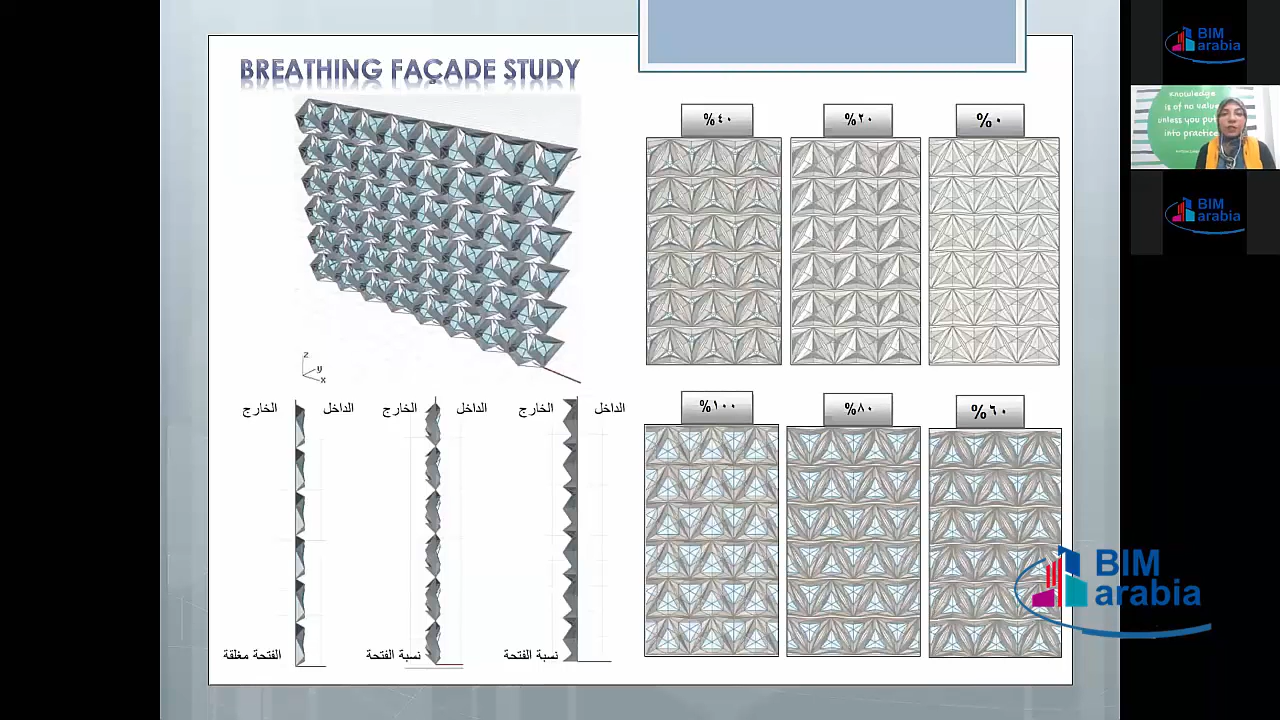 BREATHING FAÇADE STUDY
%٤٠
%٢٠
%٠
z
y
x
الخارج
الداخل
الخارج
الداخل
الخارج
الداخل
%١٠٠
%٨٠
%٦٠
الفتحة مغلقة
نسبة الفتحة
نسبة الفتحة
BIM
arabia
BIM
arabia
knowledge
is of no value
unless you put
into practice
BIM
arabia